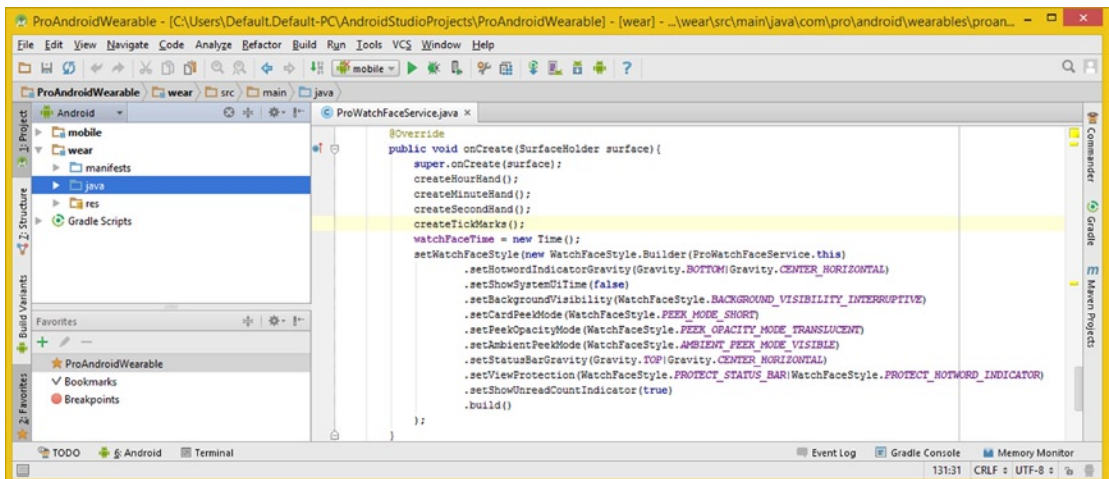 ProAndroidWearable - [C:\Users\Default.Default-PC\AndroidStudioProjects\ProAndroidWearable] - [wear] - ...\wear\src\main\java\com\pro\android\wearables\proan...
File Edit View Navigate Code Analyze Refactor Build Run Tools VCS Window Help
mobile
ProAndroidWearable wear src main java
Android
ProWatchFaceService.java
1: Project
mobile
wear
manifests
java
res
Gradle Scripts
Z: Structure
Build Variants
Favorites
ProAndroidWearable
Bookmarks
Breakpoints
2: Favorites
@Override
public void onCreate(SurfaceHolder surface){
super.onCreate(surface);
createHourHand();
createMinuteHand();
createSecondHand();
createTickMarks();
watchFaceTime = new Time();
setWatchFaceStyle(new WatchFaceStyle.Builder(ProWatchFaceService.this)
.setHotwordIndicatorGravity(Gravity.BOTTOM|Gravity.CENTER_HORIZONTAL)
.setShowSystemUiTime(false)
.setBackgroundVisibility(WatchFaceStyle.BACKGROUND_VISIBILITY_INTERRUPTIVE)
.setCardPeekMode(WatchFaceStyle.PEEK_MODE_SHORT)
.setPeekOpacityMode(WatchFaceStyle.PEEK_OPACITY_MODE_TRANSLUCENT)
.setAmbientPeekMode(WatchFaceStyle.AMBIENT_PEEK_MODE_VISIBLE)
.setStatusBarGravity(Gravity.TOP|Gravity.CENTER_HORIZONTAL)
.setViewProtection(WatchFaceStyle.PROTECT_STATUS_BAR|WatchFaceStyle.PROTECT_HOTWORD_INDICATOR)
.setShowUnreadCountIndicator(true)
.build()
);
}
Commander
Gradle
Maven Projects
TODO 6: Android Terminal Event Log Gradle Console Memory Monitor
131:31 CRLF UTF-8